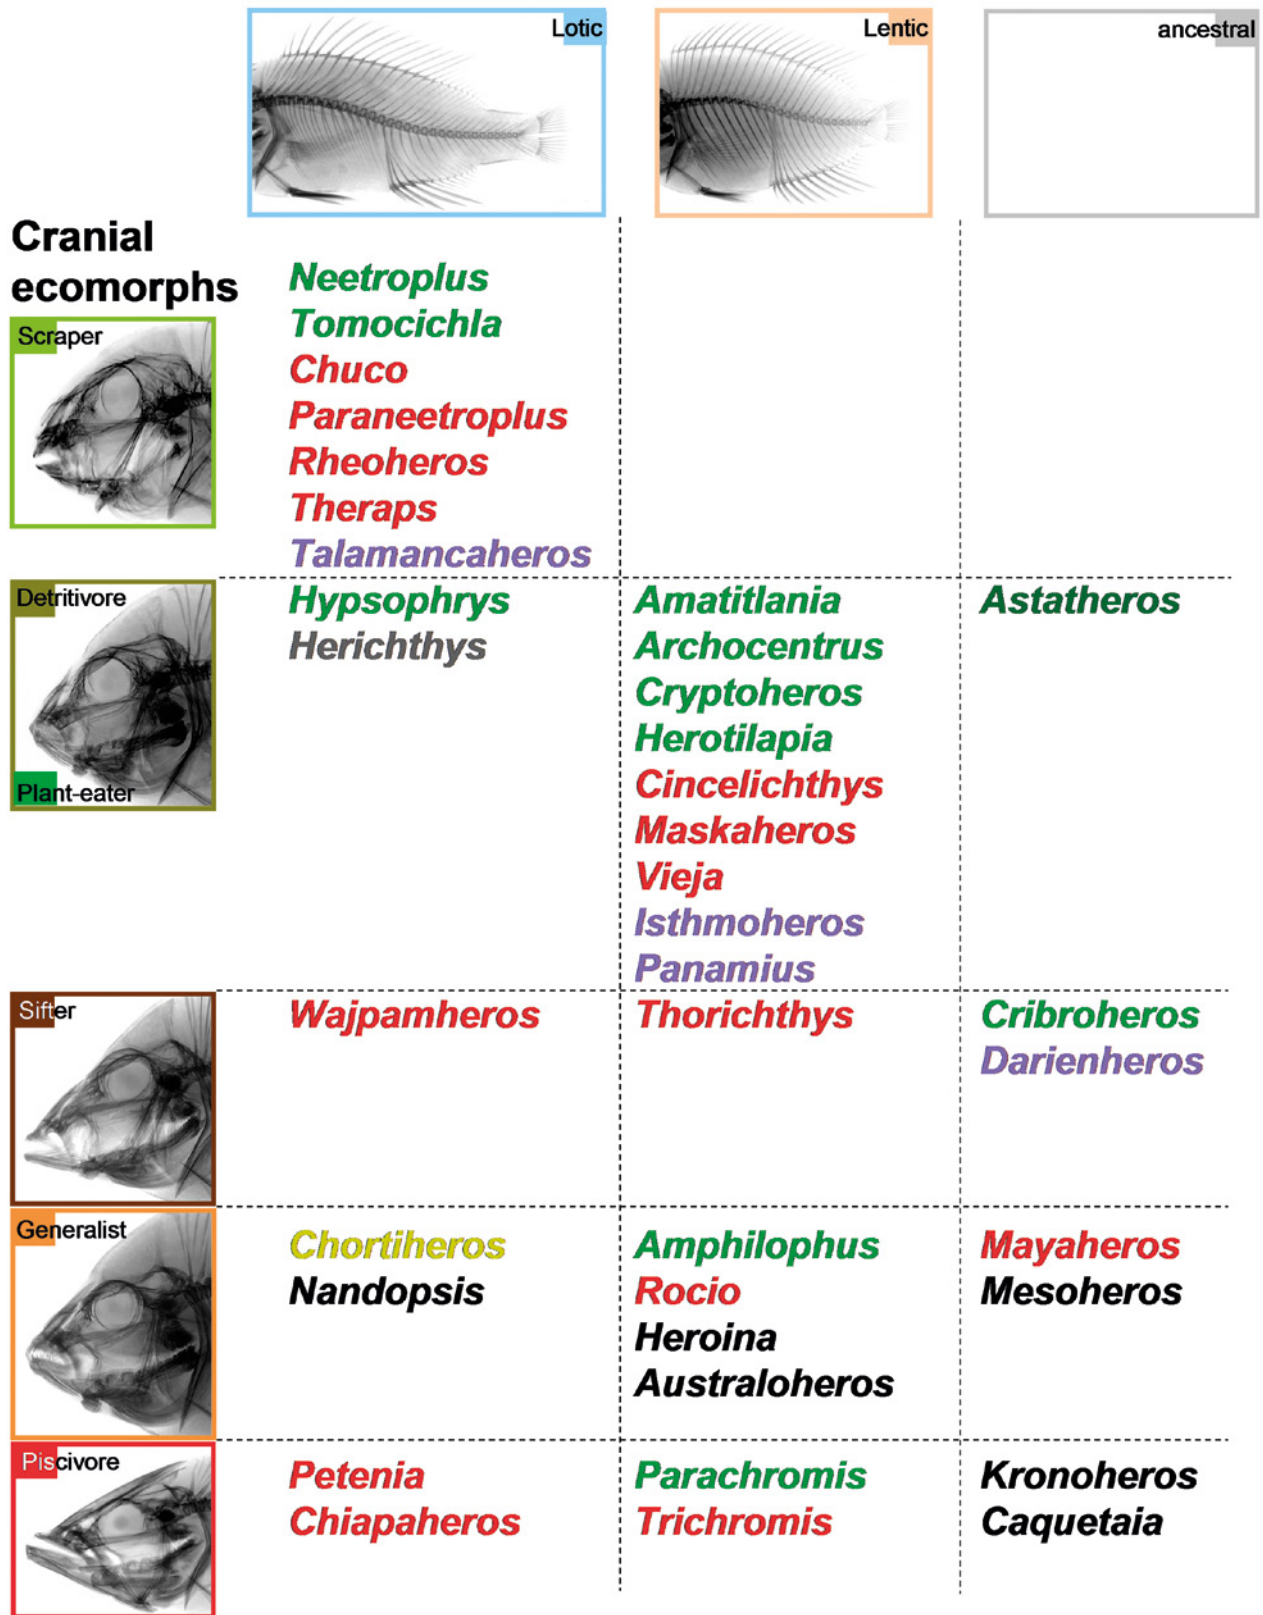 Lotic
Lentic
ancestral
Cranial
ecomorphs
Scraper
Neetroplus
Tomocichla
Chuco
Paraneetroplus
Rheoheros
Theraps
Talamancaheros
Detritivore
Plant-eater
Hypsophrys
Herichthys
Amatitlania
Archocentrus
Cryptoheros
Herotilapia
Cincelichthys
Maskaheros
Vieja
Isthmoheros
Panamius
Astatheros
Sifter
Wajpamheros
Thorichthys
Cribroheros
Darienheros
Generalist
Chortiheros
Nandopsis
Amphilophus
Rocio
Heroina
Australoheros
Mayaheros
Mesoheros
Piscivore
Petenia
Chiapaheros
Parachromis
Trichromis
Kronoheros
Caquetaia